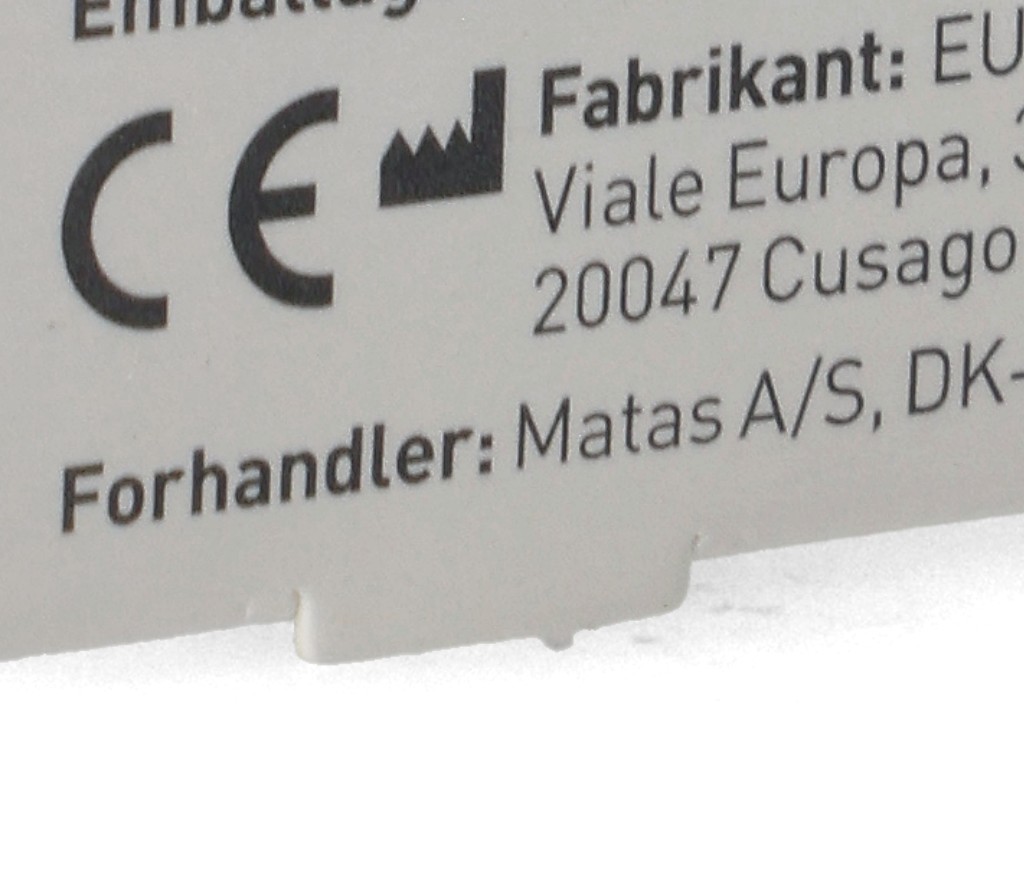 CE Fabrikant: EU
Viale Europa,
20047 Cusago
Forhandler: Matas A/S, DK-